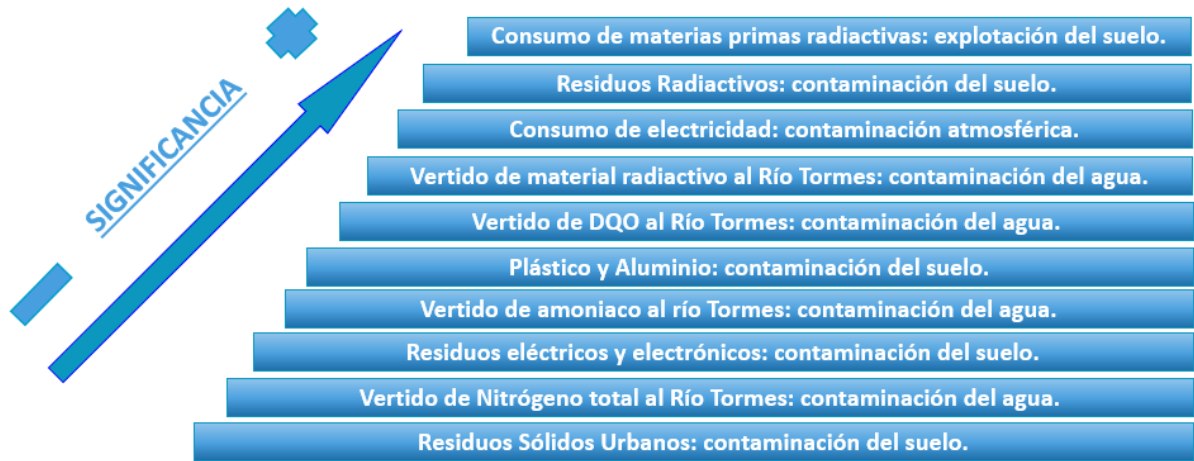 SIGNIFICANCIA
Consumo de materias primas radiactivas: explotación del suelo.
Residuos Radiactivos: contaminación del suelo.
Consumo de electricidad: contaminación atmosférica.
Vertido de material radiactivo al Río Tormes: contaminación del agua.
Vertido de DQO al Río Tormes: contaminación del agua.
Plástico y Aluminio: contaminación del suelo.
Vertido de amoniaco al río Tormes: contaminación del agua.
Residuos eléctricos y electrónicos: contaminación del suelo.
Vertido de Nitrógeno total al Río Tormes: contaminación del agua.
Residuos Sólidos Urbanos: contaminación del suelo.